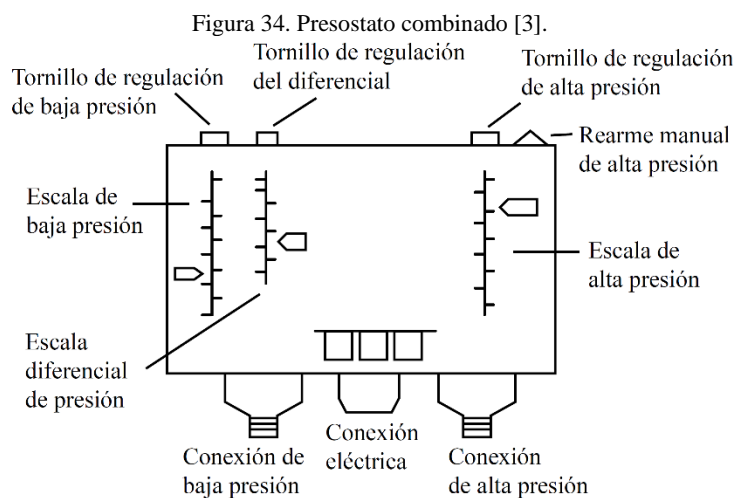 Figura 34. Presostato combinado [3].
Tornillo de regulación
de baja presión
Tornillo de regulación
del diferencial
Tornillo de regulación
de alta presión
Rearme manual
de alta presión
Escala de
baja presión
Escala de
alta presión
Escala
diferencial
de presión
Conexión de
baja presión
Conexión
eléctrica
Conexión
de alta presión